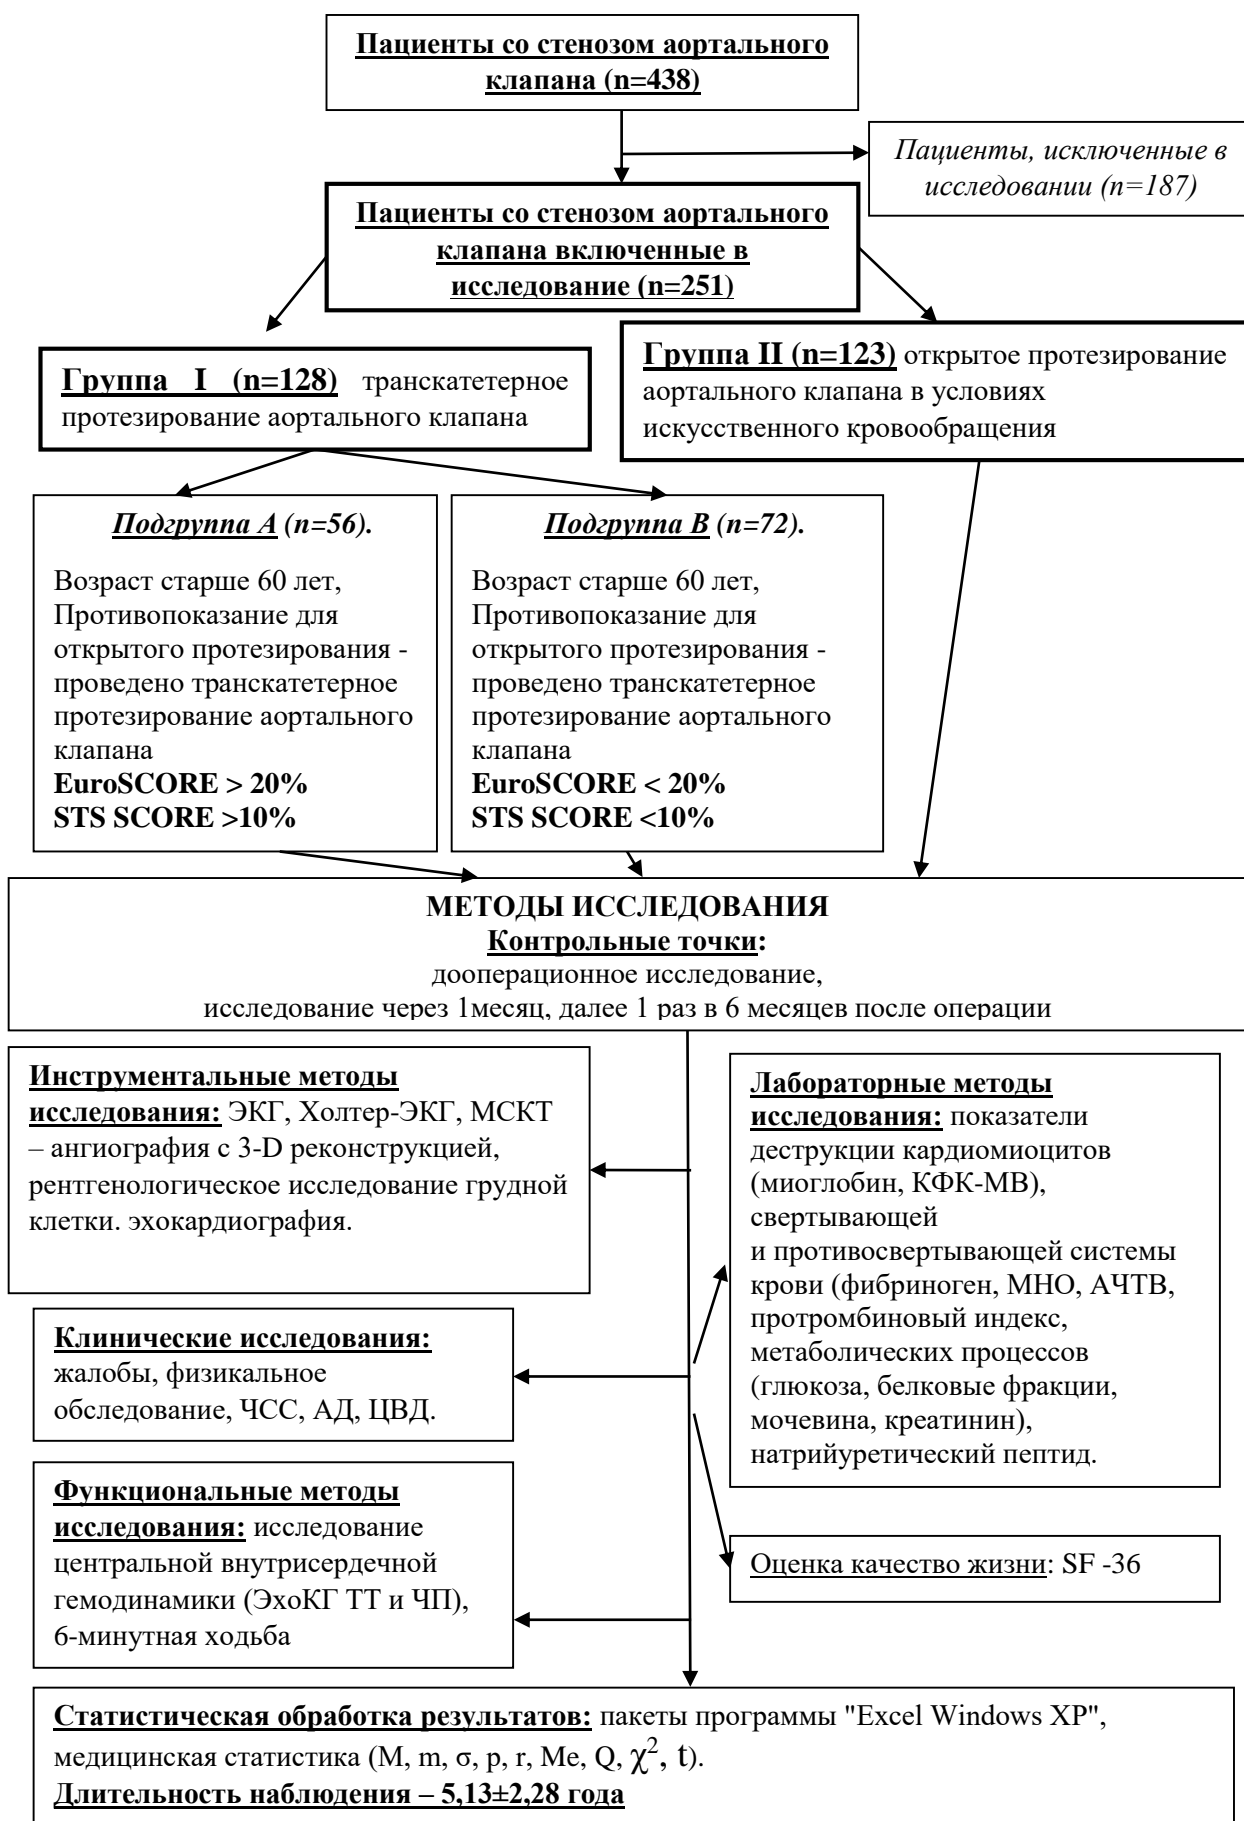 Пациенты со стенозом аортального
клапана (n=438)
Пациенты, исключенные в
исследовании (n=187)
Пациенты со стенозом аортального
клапана включенные в
исследование (n=251)
Группа I (n=128) транскатетерное
протезирование аортального клапана
Группа II (n=123) открытое протезирование
аортального клапана в условиях
искусственного кровообращения
Подгруппа А (n=56).
Возраст старше 60 лет,
Противопоказание для
открытого протезирования -
проведено транскатетерное
протезирование аортального
клапана
EuroSCORE > 20%
STS SCORE >10%
Подгруппа В (n=72).
Возраст старше 60 лет,
Противопоказание для
открытого протезирования -
проведено транскатетерное
протезирование аортального
клапана
EuroSCORE < 20%
STS SCORE <10%
МЕТОДЫ ИССЛЕДОВАНИЯ
Контрольные точки:
дооперационное исследование,
исследование через 1месяц, далее 1 раз в 6 месяцев после операции
Инструментальные методы
исследования: ЭКГ, Холтер-ЭКГ, МСКТ
– ангиография с 3-D реконструкцией,
рентгенологическое исследование грудной
клетки. эхокардиография.
Лабораторные методы
исследования: показатели
деструкции кардиомиоцитов
(миоглобин, КФК-МВ),
свертывающей
и противосвертывающей системы
крови (фибриноген, МНО, АЧТВ,
протромбиновый индекс,
метаболических процессов
(глюкоза, белковые фракции,
мочевина, креатинин),
натрийуретический пептид.
Клинические исследования:
жалобы, физикальное
обследование, ЧСС, АД, ЦВД.
Функциональные методы
исследования: исследование
центральной внутрисердечной
гемодинамики (ЭхоКГ ТТ и ЧП),
6-минутная ходьба
Оценка качество жизни: SF -36
Статистическая обработка результатов: пакеты программы "Excel Windows XP",
медицинская статистика (M, m, σ, p, r, Me, Q, χ², t).
Длительность наблюдения – 5,13±2,28 года